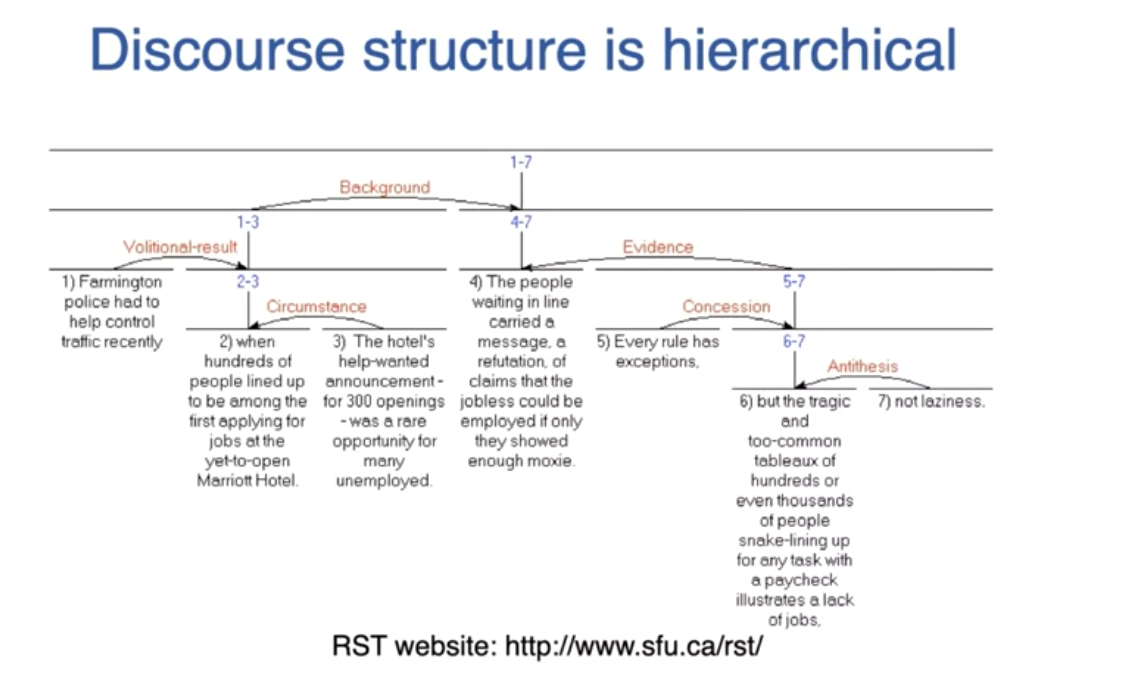 Discourse structure is hierarchical
1-7
Background
1-3
4-7
Volitional-result
Evidence
1) Farmington
police had to
help control
traffic recently
2-3
Circumstance
2) when
hundreds of
people lined up
to be among the
first applying for
jobs at the
yet-to-open
Marriott Hotel.
3) The hotel's
help-wanted
announcement-
for 300 openings
- was a rare
opportunity for
many
unemployed.
4) The people
waiting in line
carried a
message, a
refutation, of
claims that the
jobless could be
employed if only
they showed
enough moxie.
5-7
Concession
5) Every rule has
exceptions,
6-7
Antithesis
6) but the tragic
and
too-common
tableaux of
hundreds or
even thousands
of people
snake-lining up
for any task with
a paycheck
illustrates a lack
of jobs,
7) not laziness.
RST website: http://www.sfu.ca/rst/